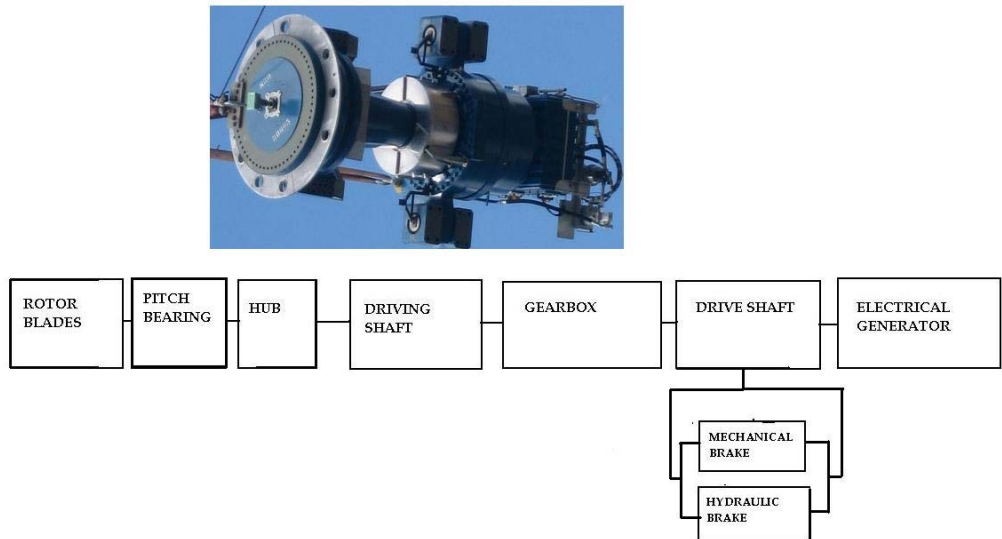 ROTOR
BLADES
PITCH
BEARING
HUB
DRIVING
SHAFT
GEARBOX
DRIVE SHAFT
ELECTRICAL
GENERATOR
MECHANICAL
BRAKE
HYDRAULIC
BRAKE